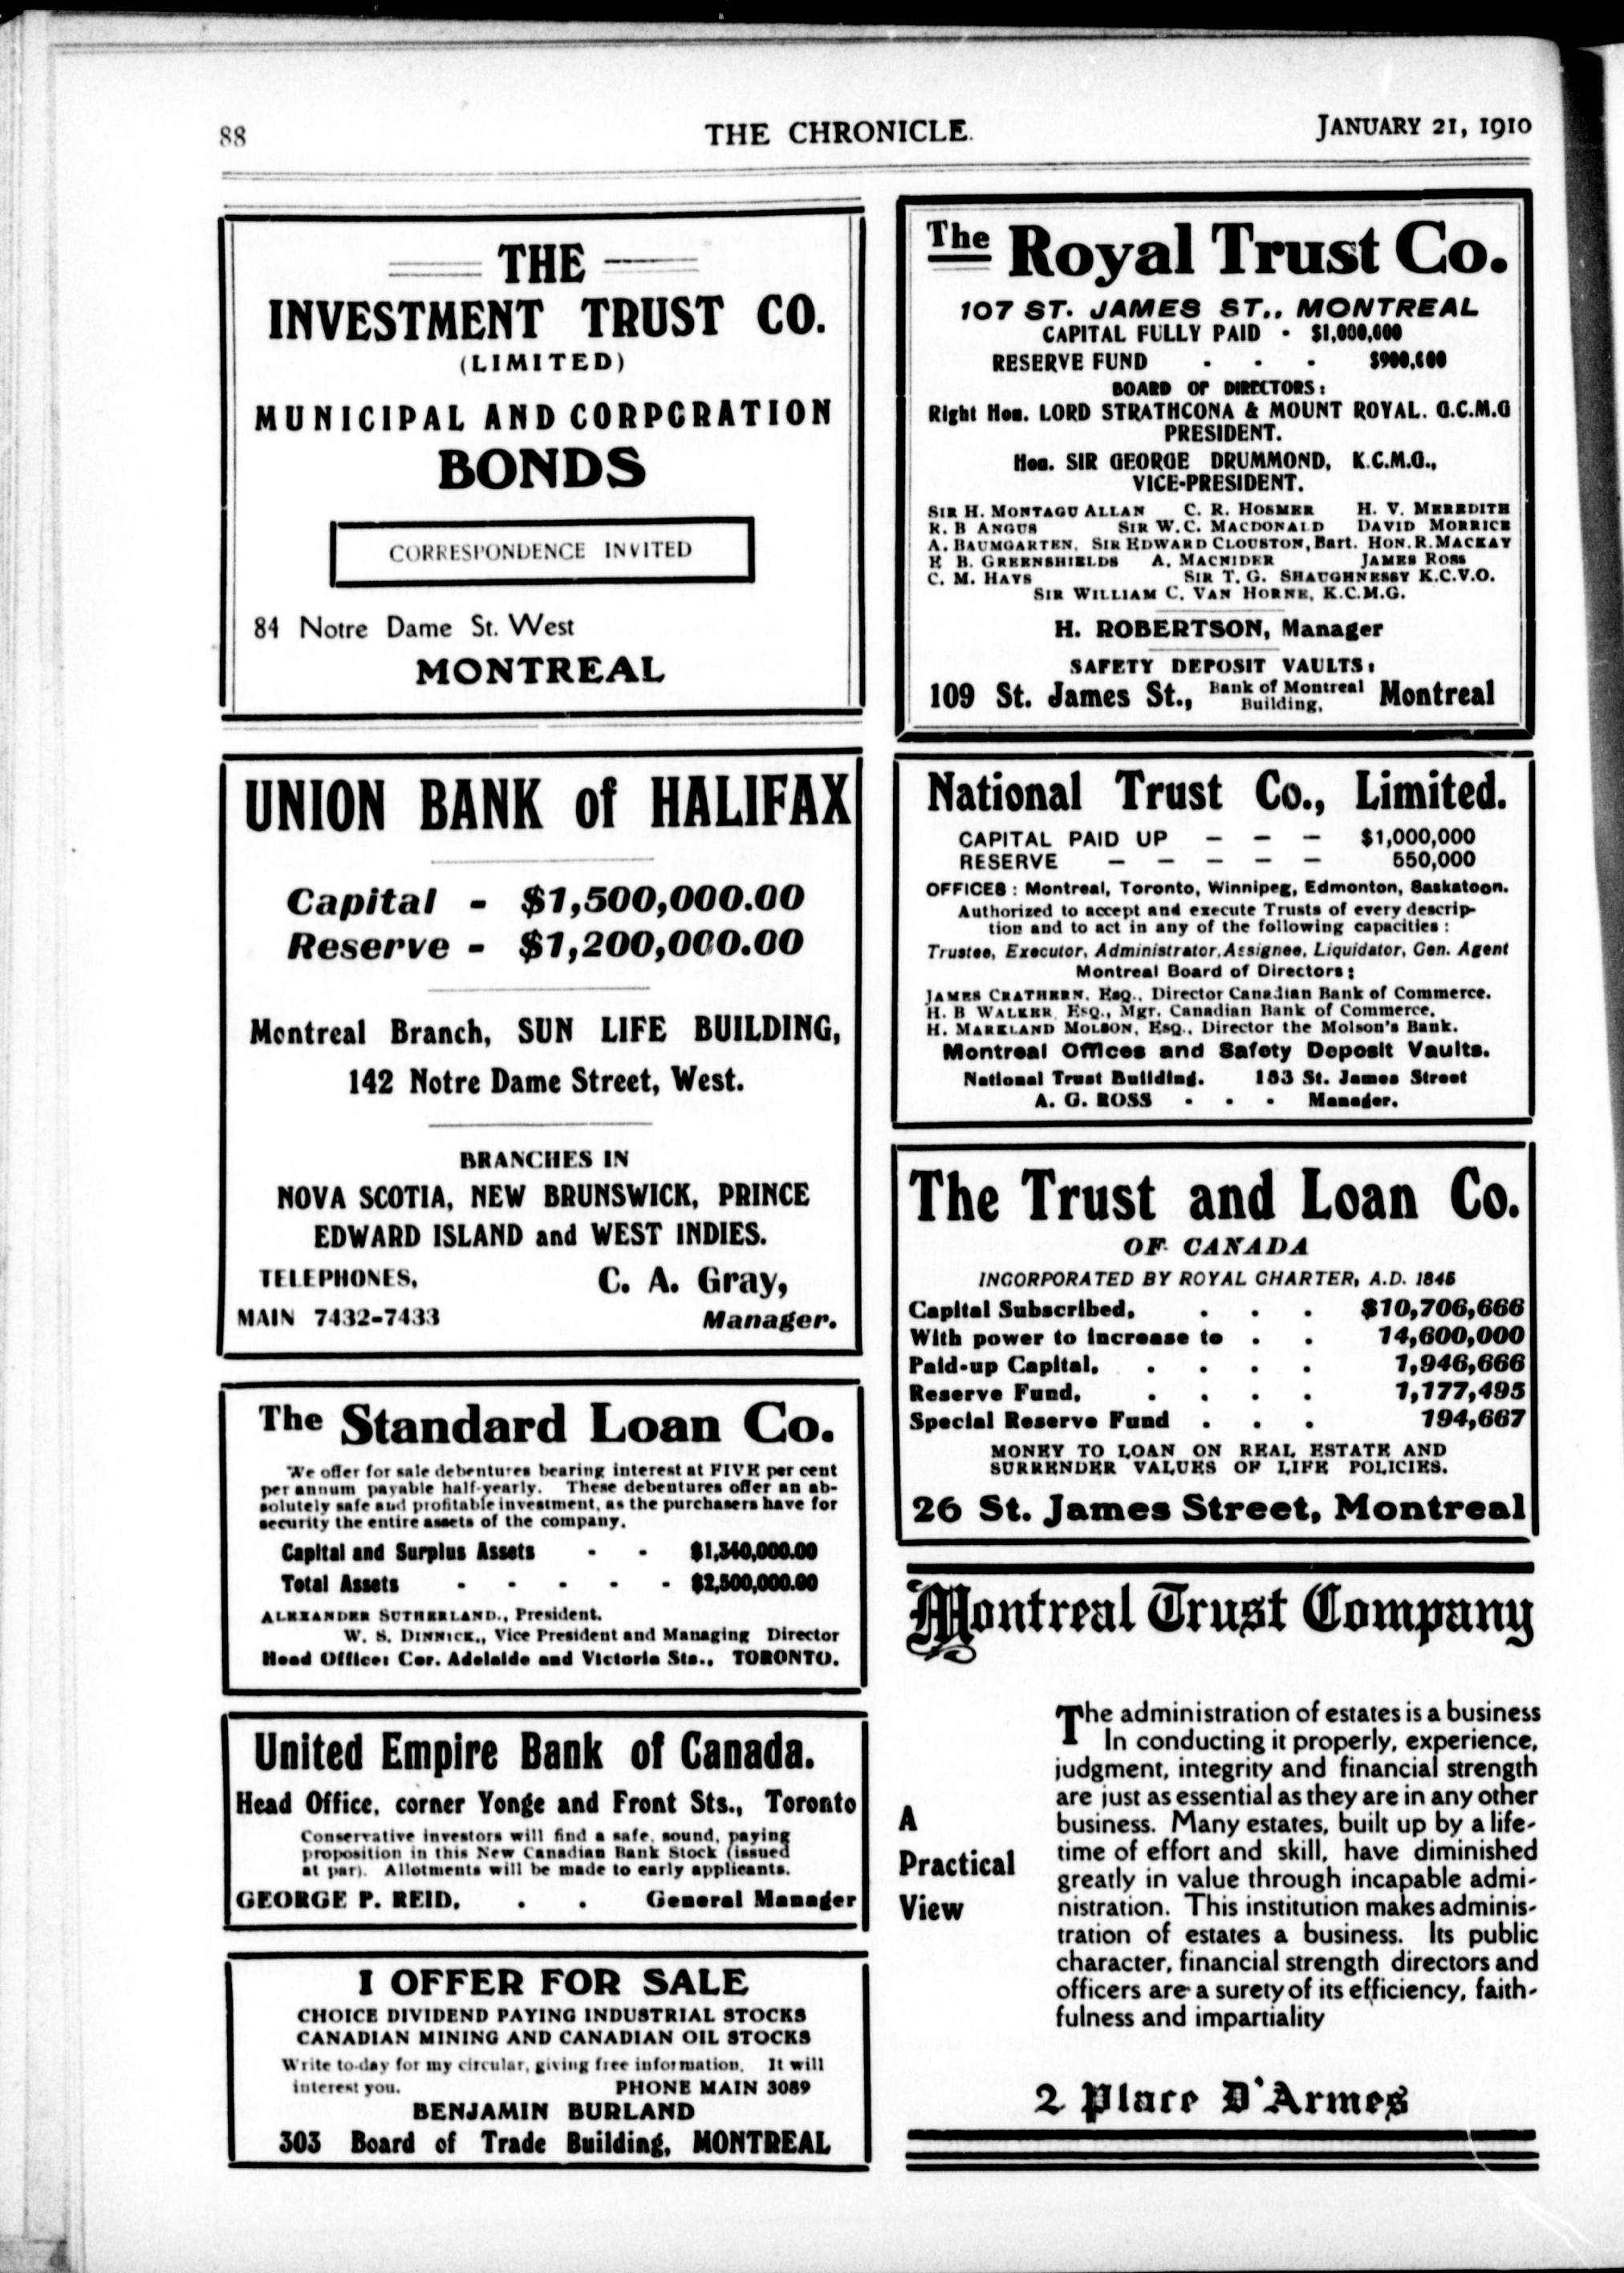 88
THE CHRONICLE.
JANUARY 21, 1910
THE
INVESTMENT TRUST CO.
(LIMITED)
MUNICIPAL AND CORPORATION
BONDS
CORRESPONDENCE INVITED
84 Notre Dame St. West
MONTREAL
UNION BANK of HALIFAX
Capital - $1,500,000.00
Reserve - $1,200,000.00
Montreal Branch, SUN LIFE BUILDING,
142 Notre Dame Street, West.
BRANCHES IN
NOVA SCOTIA, NEW BRUNSWICK, PRINCE
EDWARD ISLAND and WEST INDIES.
TELEPHONES, C. A. Gray,
MAIN 7432-7433 Manager.
The Standard Loan Co.
We offer for sale debentures bearing interest at FIVE per cent
per annum payable half-yearly. These debentures offer an ab-
solutely safe and profitable investment, as the purchasers have for
security the entire assets of the company.
Capital and Surplus Assets - - $1,340,000.00
Total Assets - - - - - $2,500,000.00
ALEXANDER SUTHERLAND., President.
W. S. DINNICK., Vice President and Managing Director
Head Office: Cor. Adelaide and Victoria Sts., TORONTO.
United Empire Bank of Canada.
Head Office, corner Yonge and Front Sts., Toronto
Conservative investors will find a safe, sound, paying
proposition in this New Canadian Bank Stock (issued
at par). Allotments will be made to early applicants.
GEORGE P. REID, . . General Manager
I OFFER FOR SALE
CHOICE DIVIDEND PAYING INDUSTRIAL STOCKS
CANADIAN MINING AND CANADIAN OIL STOCKS
Write to-day for my circular, giving free information. It will
interest you. PHONE MAIN 3089
BENJAMIN BURLAND
303 Board of Trade Building, MONTREAL
The Royal Trust Co.
107 ST. JAMES ST., MONTREAL
CAPITAL FULLY PAID - $1,000,000
RESERVE FUND - - - $900,000
BOARD OF DIRECTORS:
Right Hon. LORD STRATHCONA & MOUNT ROYAL. G.C.M.G
PRESIDENT.
Hon. SIR GEORGE DRUMMOND, K.C.M.G.,
VICE-PRESIDENT.
SIR H. MONTAGU ALLAN C. R. HOSMER H. V. MEREDITH
R. B ANGUS SIR W. C. MACDONALD DAVID MORRICE
A. BAUMGARTEN, SIR EDWARD CLOUSTON, Bart. HON. R. MACKAY
E B. GREENSHIELDS A. MACNIDER JAMES ROSS
C. M. HAYS SIR T. G. SHAUGHNESSY K.C.V.O.
SIR WILLIAM C. VAN HORNE, K.C.M.G.
H. ROBERTSON, Manager
SAFETY DEPOSIT VAULTS:
109 St. James St., Bank of Montreal Building, Montreal
National Trust Co., Limited.
CAPITAL PAID UP - - - $1,000,000
RESERVE - - - - - 550,000
OFFICES : Montreal, Toronto, Winnipeg, Edmonton, Saskatoon.
Authorized to accept and execute Trusts of every descrip-
tion and to act in any of the following capacities :
Trustee, Executor, Administrator, Assignee, Liquidator, Gen. Agent
Montreal Board of Directors:
JAMES CRATHERN, ESQ., Director Canadian Bank of Commerce.
H. B WALKER, ESQ., Mgr. Canadian Bank of Commerce.
H. MARKLAND MOLSON, ESQ., Director the Molson's Bank.
Montreal Offices and Safety Deposit Vaults.
National Trust Building. 153 St. James Street
A. G. ROSS - - - Manager.
The Trust and Loan Co.
OF CANADA
INCORPORATED BY ROYAL CHARTER, A.D. 1845
Capital Subscribed, . . . $10,706,666
With power to increase to . . 14,600,000
Paid-up Capital, . . . . 1,946,666
Reserve Fund, . . . . 1,177,495
Special Reserve Fund . . . 194,667
MONEY TO LOAN ON REAL ESTATE AND
SURRENDER VALUES OF LIFE POLICIES.
26 St. James Street, Montreal
Montreal Trust Company
A
Practical
View
The administration of estates is a business
In conducting it properly, experience,
judgment, integrity and financial strength
are just as essential as they are in any other
business. Many estates, built up by a life-
time of effort and skill, have diminished
greatly in value through incapable admi-
nistration. This institution makes adminis-
tration of estates a business. Its public
character, financial strength directors and
officers are a surety of its efficiency, faith-
fulness and impartiality
2 Place D'Armes